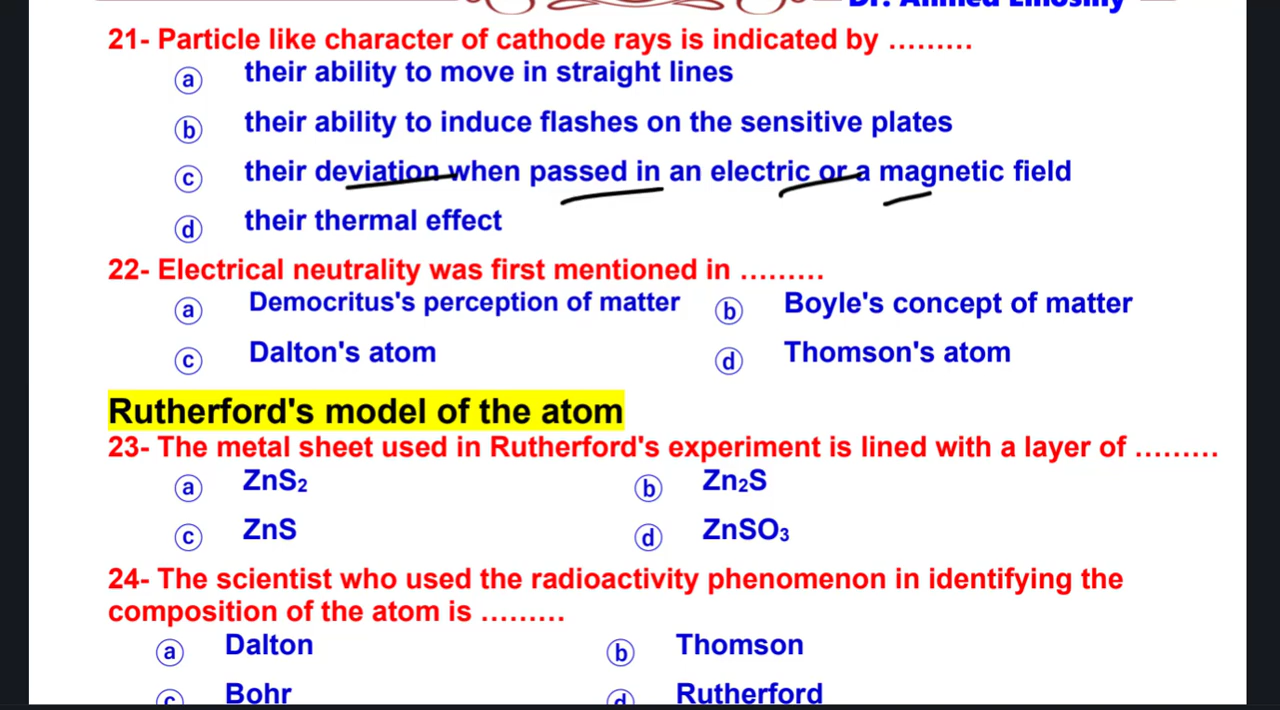 21- Particle like character of cathode rays is indicated by .........
ⓐ their ability to move in straight lines
ⓑ their ability to induce flashes on the sensitive plates
ⓒ their deviation when passed in an electric or a magnetic field
ⓓ their thermal effect
22- Electrical neutrality was first mentioned in .........
ⓐ Democritus's perception of matter ⓑ Boyle's concept of matter
ⓒ Dalton's atom ⓓ Thomson's atom
Rutherford's model of the atom
23- The metal sheet used in Rutherford's experiment is lined with a layer of .........
ⓐ ZnS₂ ⓑ Zn₂S
ⓒ ZnS ⓓ ZnSO₃
24- The scientist who used the radioactivity phenomenon in identifying the
composition of the atom is .........
ⓐ Dalton ⓑ Thomson
ⓒ Bohr ⓓ Rutherford